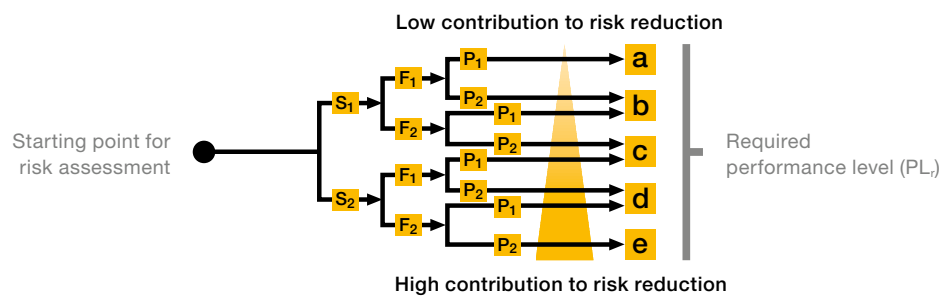 Low contribution to risk reduction
P₁ a
F₁
P₂ b
S₁ P₁
F₂
P₂ c
Starting point for
risk assessment
Required
performance level (PLᵣ)
P₁
F₁
P₂ d
S₂ P₁
F₂
P₂ e
High contribution to risk reduction